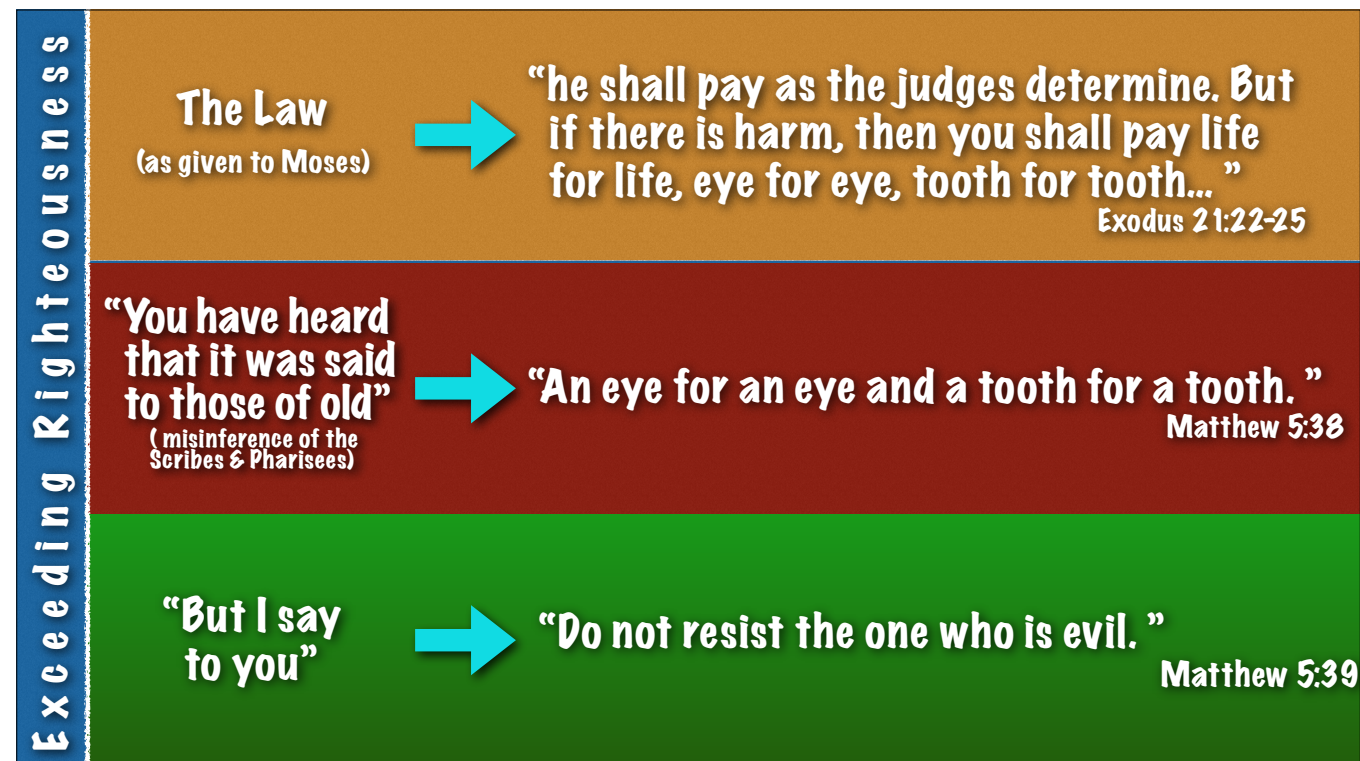 Exceeding Righteousness
The Law
(as given to Moses)
“he shall pay as the judges determine. But
if there is harm, then you shall pay life
for life, eye for eye, tooth for tooth... ”
Exodus 21:22-25
“You have heard
that it was said
to those of old”
( misinference of the
Scribes & Pharisees)
“An eye for an eye and a tooth for a tooth. ”
Matthew 5:38
“But I say
to you”
“Do not resist the one who is evil. ”
Matthew 5:39